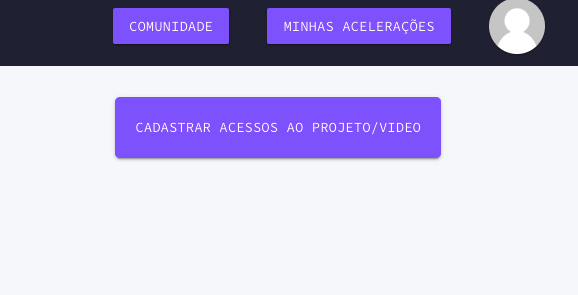 COMUNIDADE
MINHAS ACELERAÇÕES
CADASTRAR ACESSOS AO PROJETO/VIDEO